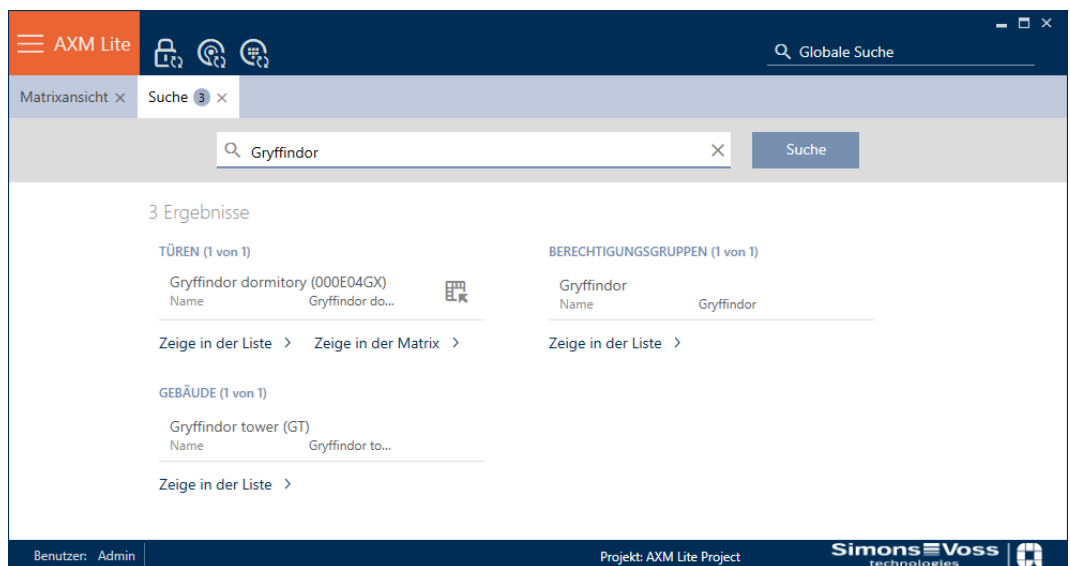 AXM Lite
Globale Suche
Matrixansicht
Suche 3
Gryffindor
Suche
3 Ergebnisse
TÜREN (1 von 1)
Gryffindor dormitory (000E04GX)
Name Gryffindor do...
Zeige in der Liste Zeige in der Matrix
BERECHTIGUNGSGRUPPEN (1 von 1)
Gryffindor
Name Gryffindor
Zeige in der Liste
GEBÄUDE (1 von 1)
Gryffindor tower (GT)
Name Gryffindor to...
Zeige in der Liste
Benutzer: Admin
Projekt: AXM Lite Project
Simons Voss
technologies